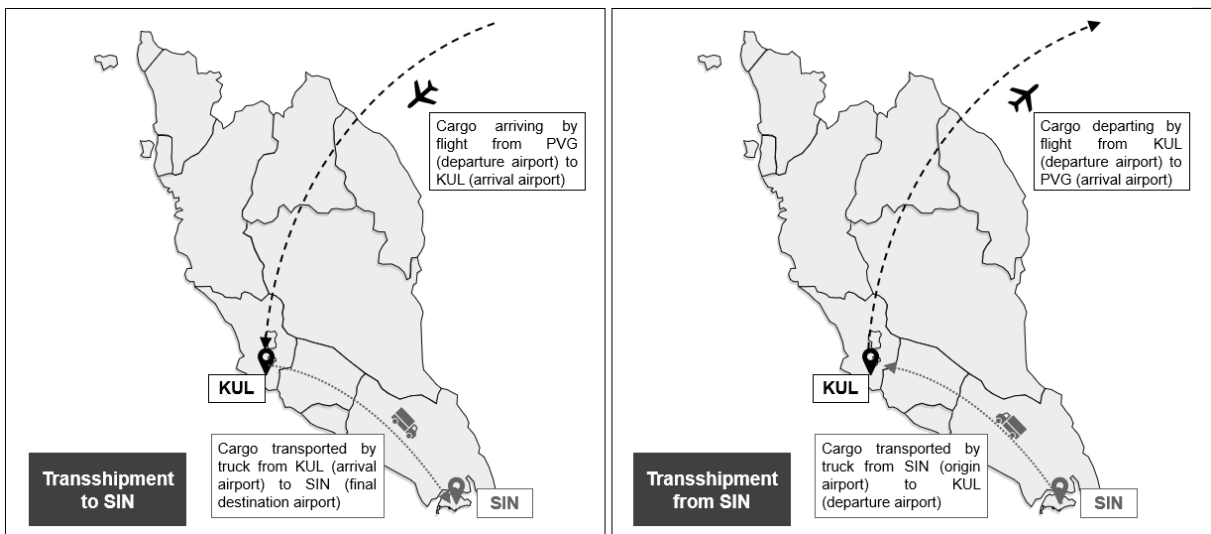 Cargo arriving by
flight from PVG
(departure airport) to
KUL (arrival airport)
KUL
Cargo transported by
truck from KUL (arrival
airport) to SIN (final
destination airport)
SIN
Transshipment
to SIN
Cargo departing by
flight from KUL
(departure airport) to
PVG (arrival airport)
KUL
Cargo transported by
truck from SIN (origin
airport) to KUL
(departure airport)
SIN
Transshipment
from SIN